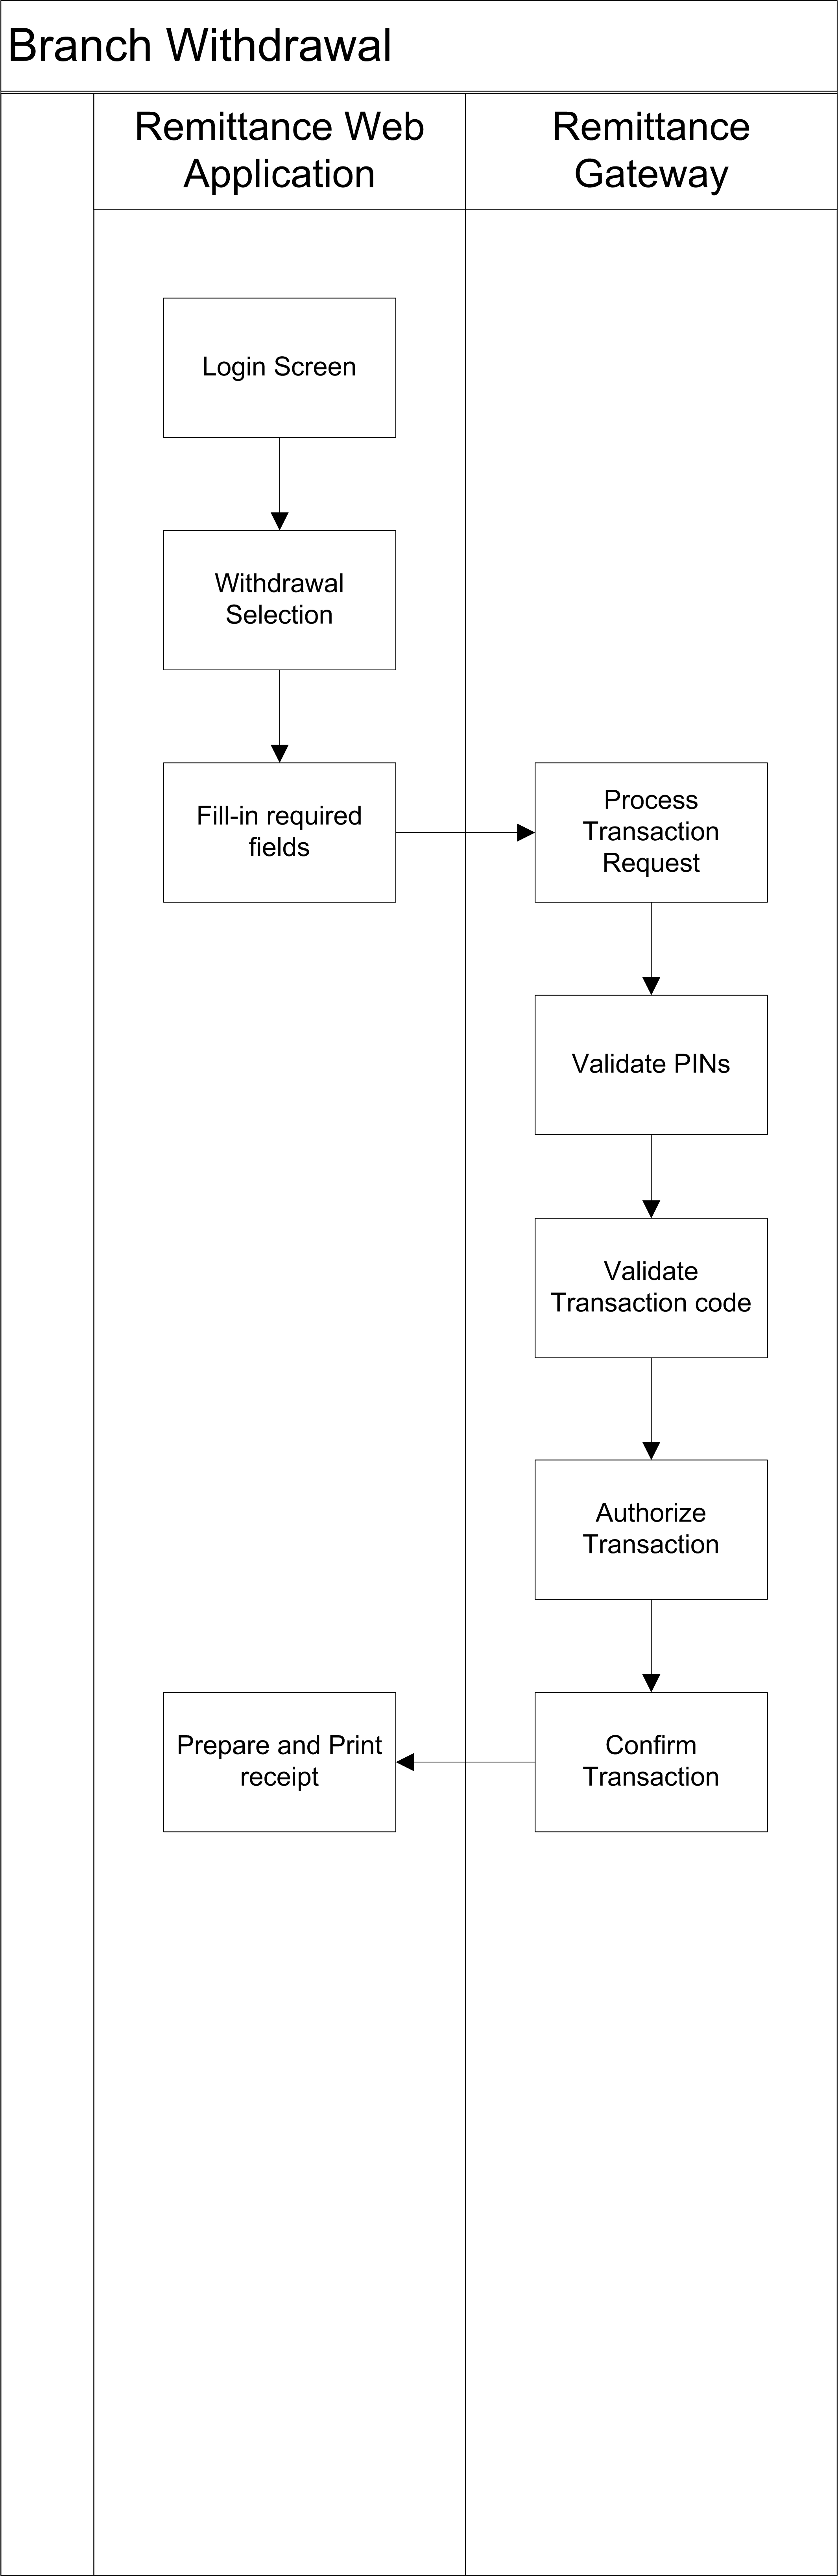 Branch Withdrawal
Remittance Web
Application
Remittance
Gateway
Login Screen
Withdrawal
Selection
Fill-in required
fields
Process
Transaction
Request
Validate PINs
Validate
Transaction code
Authorize
Transaction
Confirm
Transaction
Prepare and Print
receipt